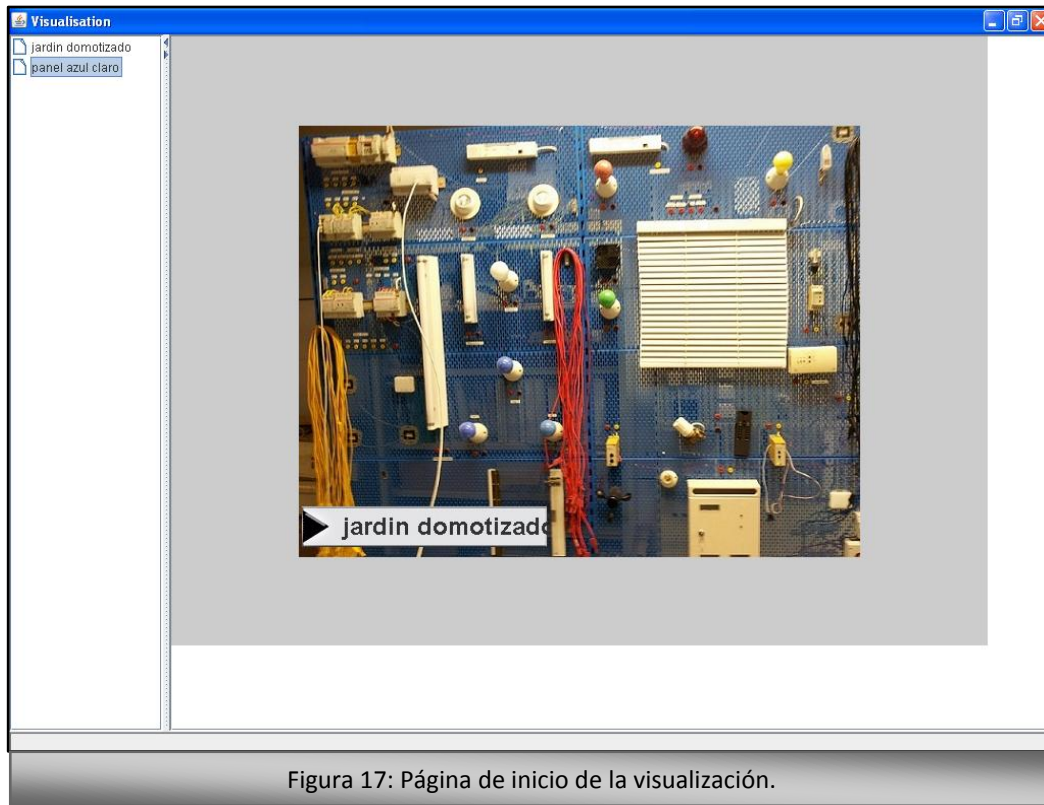 Visualisation
jardin domotizado
panel azul claro
jardin domotizado
Figura 17: Página de inicio de la visualización.